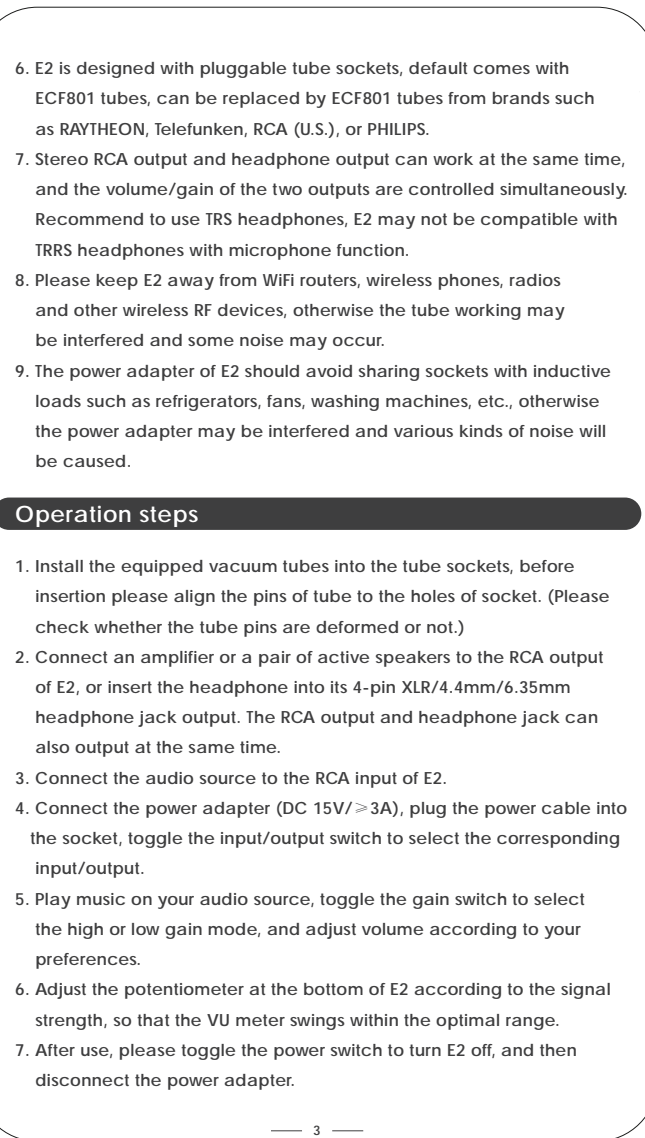 6. E2 is designed with pluggable tube sockets, default comes with
ECF801 tubes, can be replaced by ECF801 tubes from brands such
as RAYTHEON, Telefunken, RCA (U.S.), or PHILIPS.
7. Stereo RCA output and headphone output can work at the same time,
and the volume/gain of the two outputs are controlled simultaneously.
Recommend to use TRS headphones, E2 may not be compatible with
TRRS headphones with microphone function.
8. Please keep E2 away from WiFi routers, wireless phones, radios
and other wireless RF devices, otherwise the tube working may
be interfered and some noise may occur.
9. The power adapter of E2 should avoid sharing sockets with inductive
loads such as refrigerators, fans, washing machines, etc., otherwise
the power adapter may be interfered and various kinds of noise will
be caused.
Operation steps
1. Install the equipped vacuum tubes into the tube sockets, before
insertion please align the pins of tube to the holes of socket. (Please
check whether the tube pins are deformed or not.)
2. Connect an amplifier or a pair of active speakers to the RCA output
of E2, or insert the headphone into its 4-pin XLR/4.4mm/6.35mm
headphone jack output. The RCA output and headphone jack can
also output at the same time.
3. Connect the audio source to the RCA input of E2.
4. Connect the power adapter (DC 15V/⩾3A), plug the power cable into
the socket, toggle the input/output switch to select the corresponding
input/output.
5. Play music on your audio source, toggle the gain switch to select
the high or low gain mode, and adjust volume according to your
preferences.
6. Adjust the potentiometer at the bottom of E2 according to the signal
strength, so that the VU meter swings within the optimal range.
7. After use, please toggle the power switch to turn E2 off, and then
disconnect the power adapter.
3